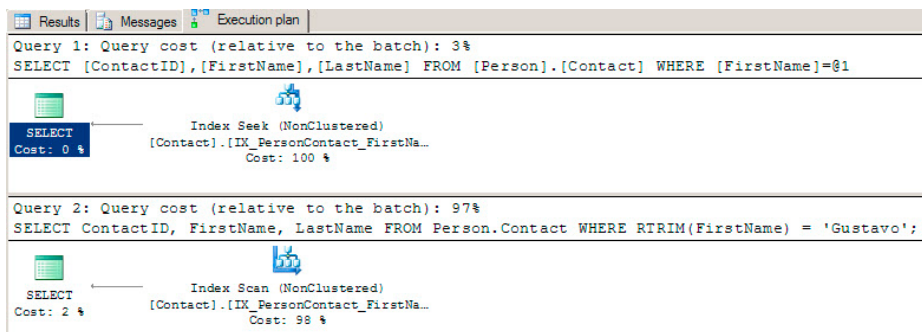 Results Messages Execution plan
Query 1: Query cost (relative to the batch): 3%
SELECT [ContactID],[FirstName],[LastName] FROM [Person].[Contact] WHERE [FirstName]=@1
SELECT
Cost: 0 %
Index Seek (NonClustered)
[Contact].[IX_PersonContact_FirstNa…
Cost: 100 %
Query 2: Query cost (relative to the batch): 97%
SELECT ContactID, FirstName, LastName FROM Person.Contact WHERE RTRIM(FirstName) = 'Gustavo';
SELECT
Cost: 2 %
Index Scan (NonClustered)
[Contact].[IX_PersonContact_FirstNa…
Cost: 98 %